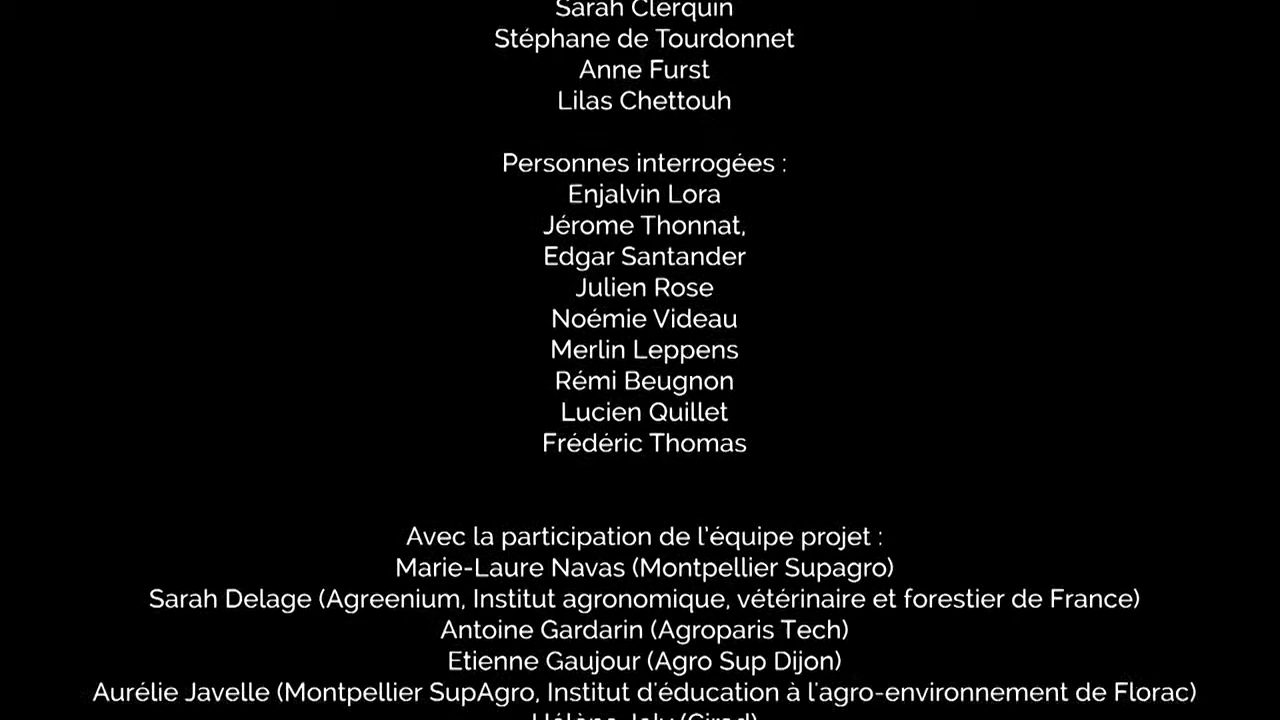 Sarah Clerquin
Stéphane de Tourdonnet
Anne Furst
Lilas Chettouh
Personnes interrogées :
Enjalvin Lora
Jérome Thonnat,
Edgar Santander
Julien Rose
Noémie Videau
Merlin Leppens
Rémi Beugnon
Lucien Quillet
Frédéric Thomas
Avec la participation de l’équipe projet :
Marie-Laure Navas (Montpellier Supagro)
Sarah Delage (Agreenium, Institut agronomique, vétérinaire et forestier de France)
Antoine Gardarin (Agroparis Tech)
Etienne Gaujour (Agro Sup Dijon)
Aurélie Javelle (Montpellier SupAgro, Institut d'éducation à l'agro-environnement de Florac)
Hélène Joly (Cirad)